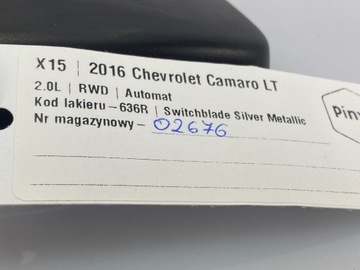 X15 | 2016 Chevrolet Camaro LT
2.0L | RWD | Automat
Kod lakieru – 636R | Switchblade Silver Metallic
Nr magazynowy – 02676